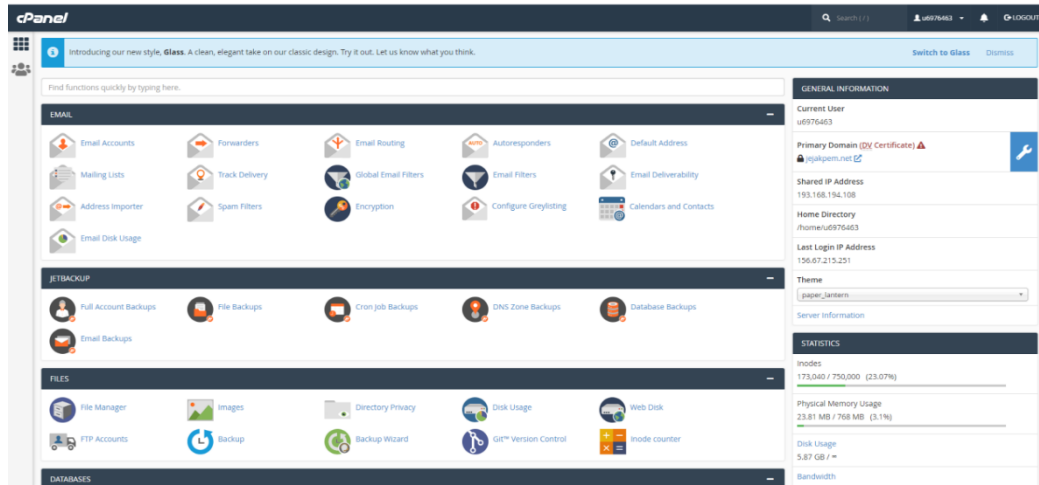 cPanel
Search ( / )
u6976463
LOGOUT
Introducing our new style, Glass. A clean, elegant take on our classic design. Try it out. Let us know what you think.
Switch to Glass Dismiss
Find functions quickly by typing here.
EMAIL
Email Accounts
Forwarders
Email Routing
AUTO
Autoresponders
Default Address
Mailing Lists
Track Delivery
Global Email Filters
Email Filters
Email Deliverability
Address Importer
Spam Filters
Encryption
Configure Greylisting
Calendars and Contacts
Email Disk Usage
JETBACKUP
Full Account Backups
File Backups
Cron Job Backups
DNS Zone Backups
Database Backups
Email Backups
FILES
File Manager
Images
Directory Privacy
Disk Usage
Web Disk
FTP Accounts
Backup
Backup Wizard
Git™ Version Control
Inode counter
DATABASES
GENERAL INFORMATION
Current User
u6976463
Primary Domain (DV Certificate)
jejakpem.net
Shared IP Address
193.168.194.108
Home Directory
/home/u6976463
Last Login IP Address
156.67.215.251
Theme
paper_lantern
Server Information
STATISTICS
Inodes
173,040 / 750,000 (23.07%)
Physical Memory Usage
23.81 MB / 768 MB (3.1%)
Disk Usage
5.87 GB / ∞
Bandwidth